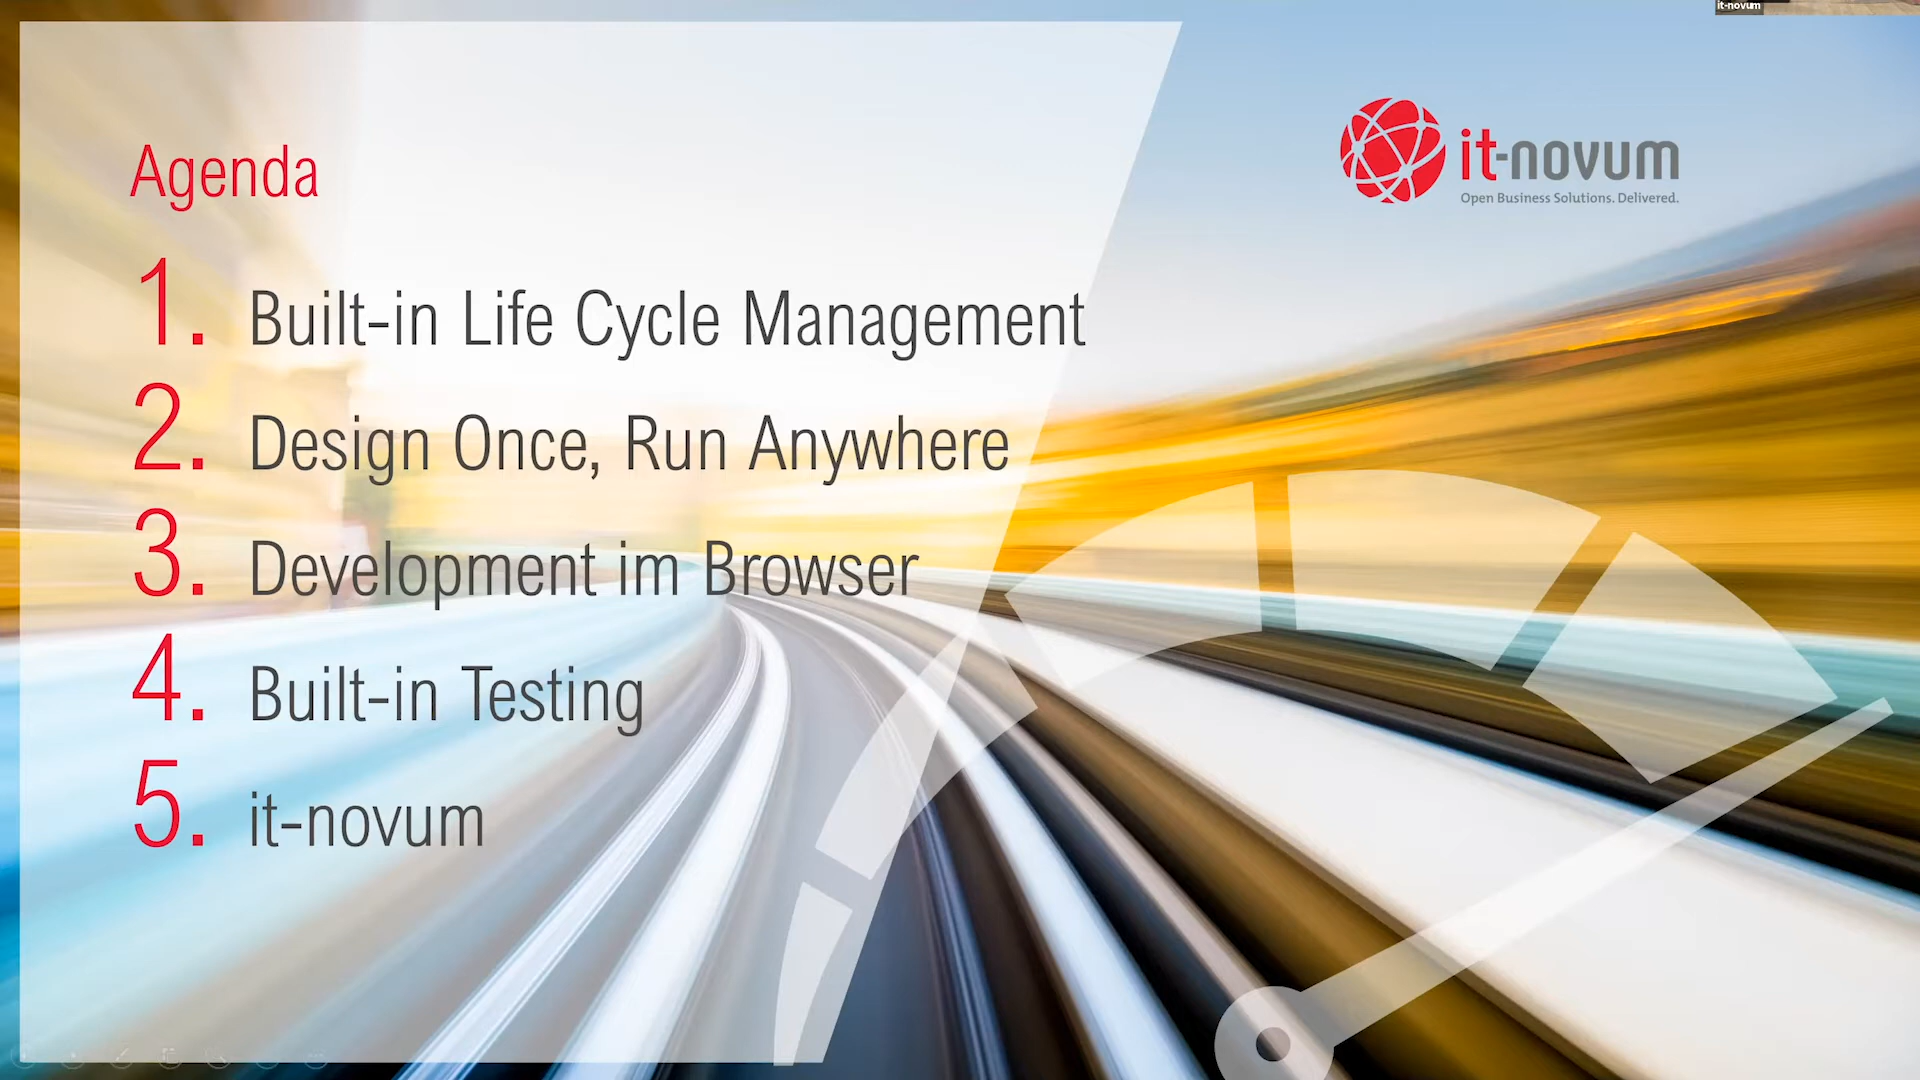 it-novum
it-novum
Open Business Solutions. Delivered.
Agenda
1. Built-in Life Cycle Management
2. Design Once, Run Anywhere
3. Development im Browser
4. Built-in Testing
5. it-novum